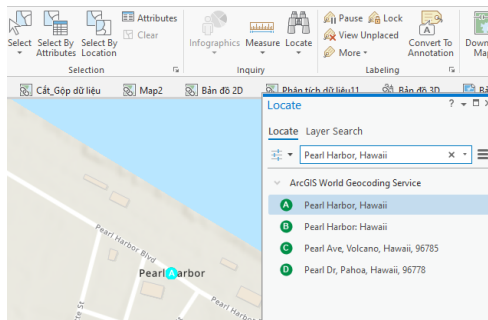 Attributes
Clear
Select
Select By Attributes
Select By Location
Selection
Infographics
Measure
Locate
Inquiry
Pause
Lock
View Unplaced
More
Convert To Annotation
Labeling
Cắt_Gộp dữ liệu
Map2
Bản đồ 2D
Phân tích dữ liệu11
Bản đồ 3D
Locate
Locate
Layer Search
Pearl Harbor, Hawaii
ArcGIS World Geocoding Service
A Pearl Harbor, Hawaii
B Pearl Harbor: Hawaii
C Pearl Ave, Volcano, Hawaii, 96785
D Pearl Dr, Pahoa, Hawaii, 96778
Pearl Harbor Blvd
Pearl
A
arbor
Pearl Harbor